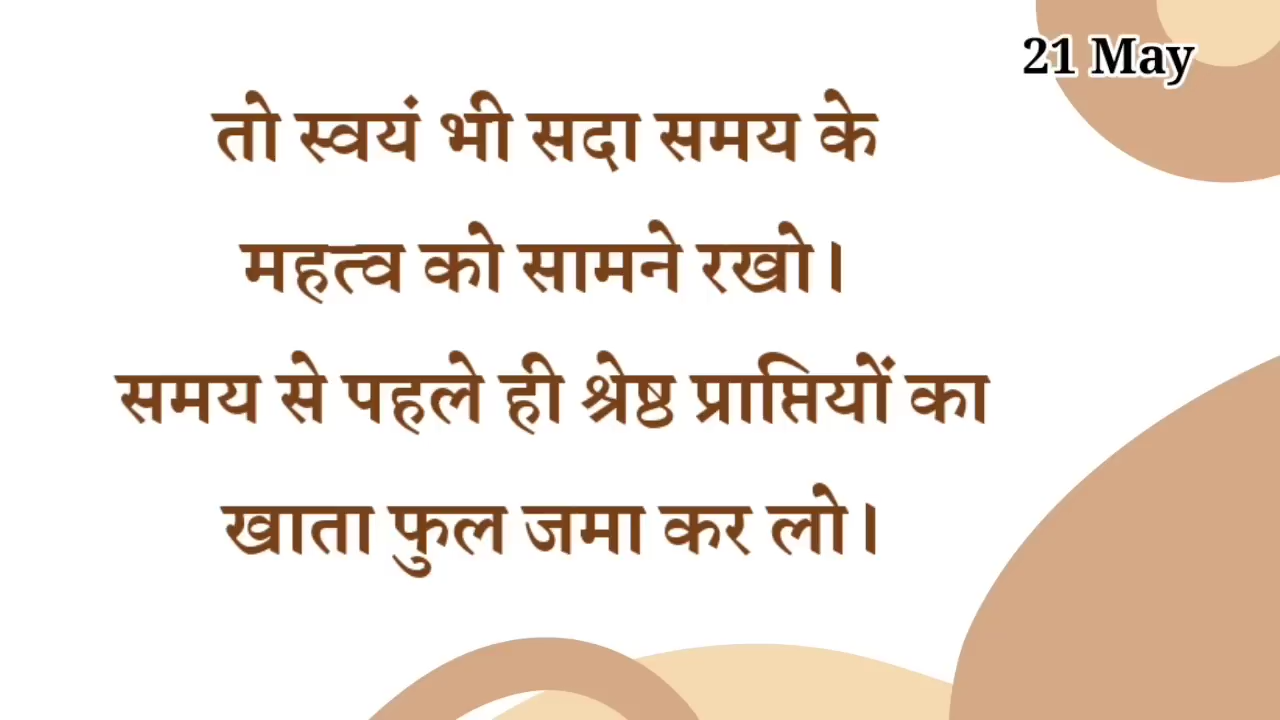 21 May
तो स्वयं भी सदा समय के
महत्व को सामने रखो।
समय से पहले ही श्रेष्ठ प्राप्तियों का
खाता फुल जमा कर लो।